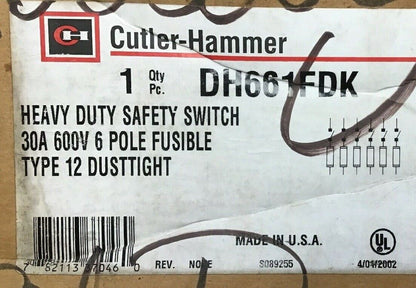 Cutler-Hammer
1 Qty Pc. DH661FDK
HEAVY DUTY SAFETY SWITCH
30A 600V 6 POLE FUSIBLE
TYPE 12 DUSTTIGHT
MADE IN U.S.A.
UL
REV. NONE S089255 4/01/2002